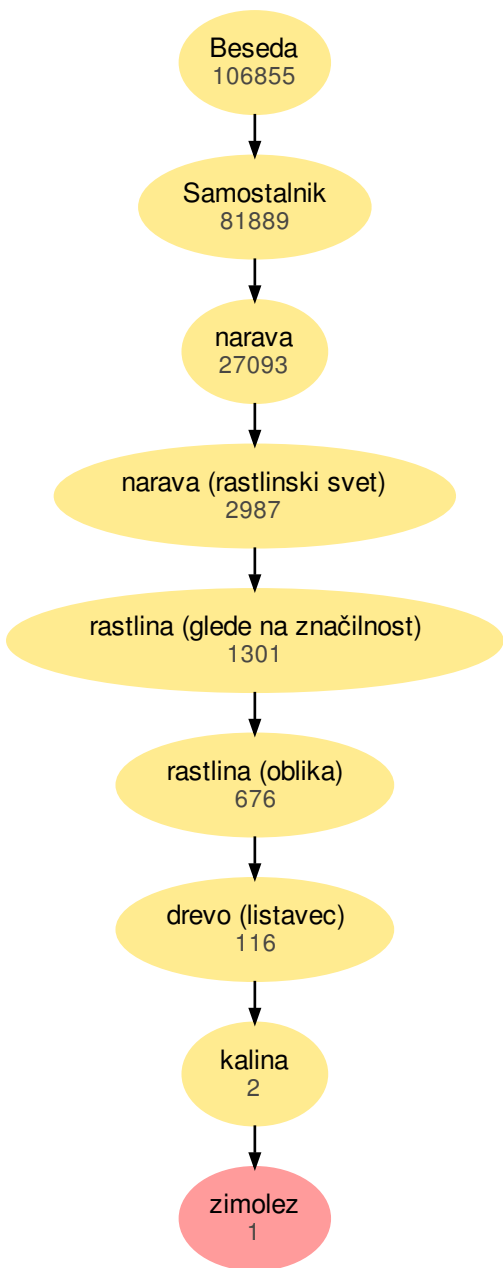 Beseda
106855
Samostalnik
81889
narava
27093
narava (rastlinski svet)
2987
rastlina (glede na značilnost)
1301
rastlina (oblika)
676
drevo (listavec)
116
kalina
2
zimolez
1